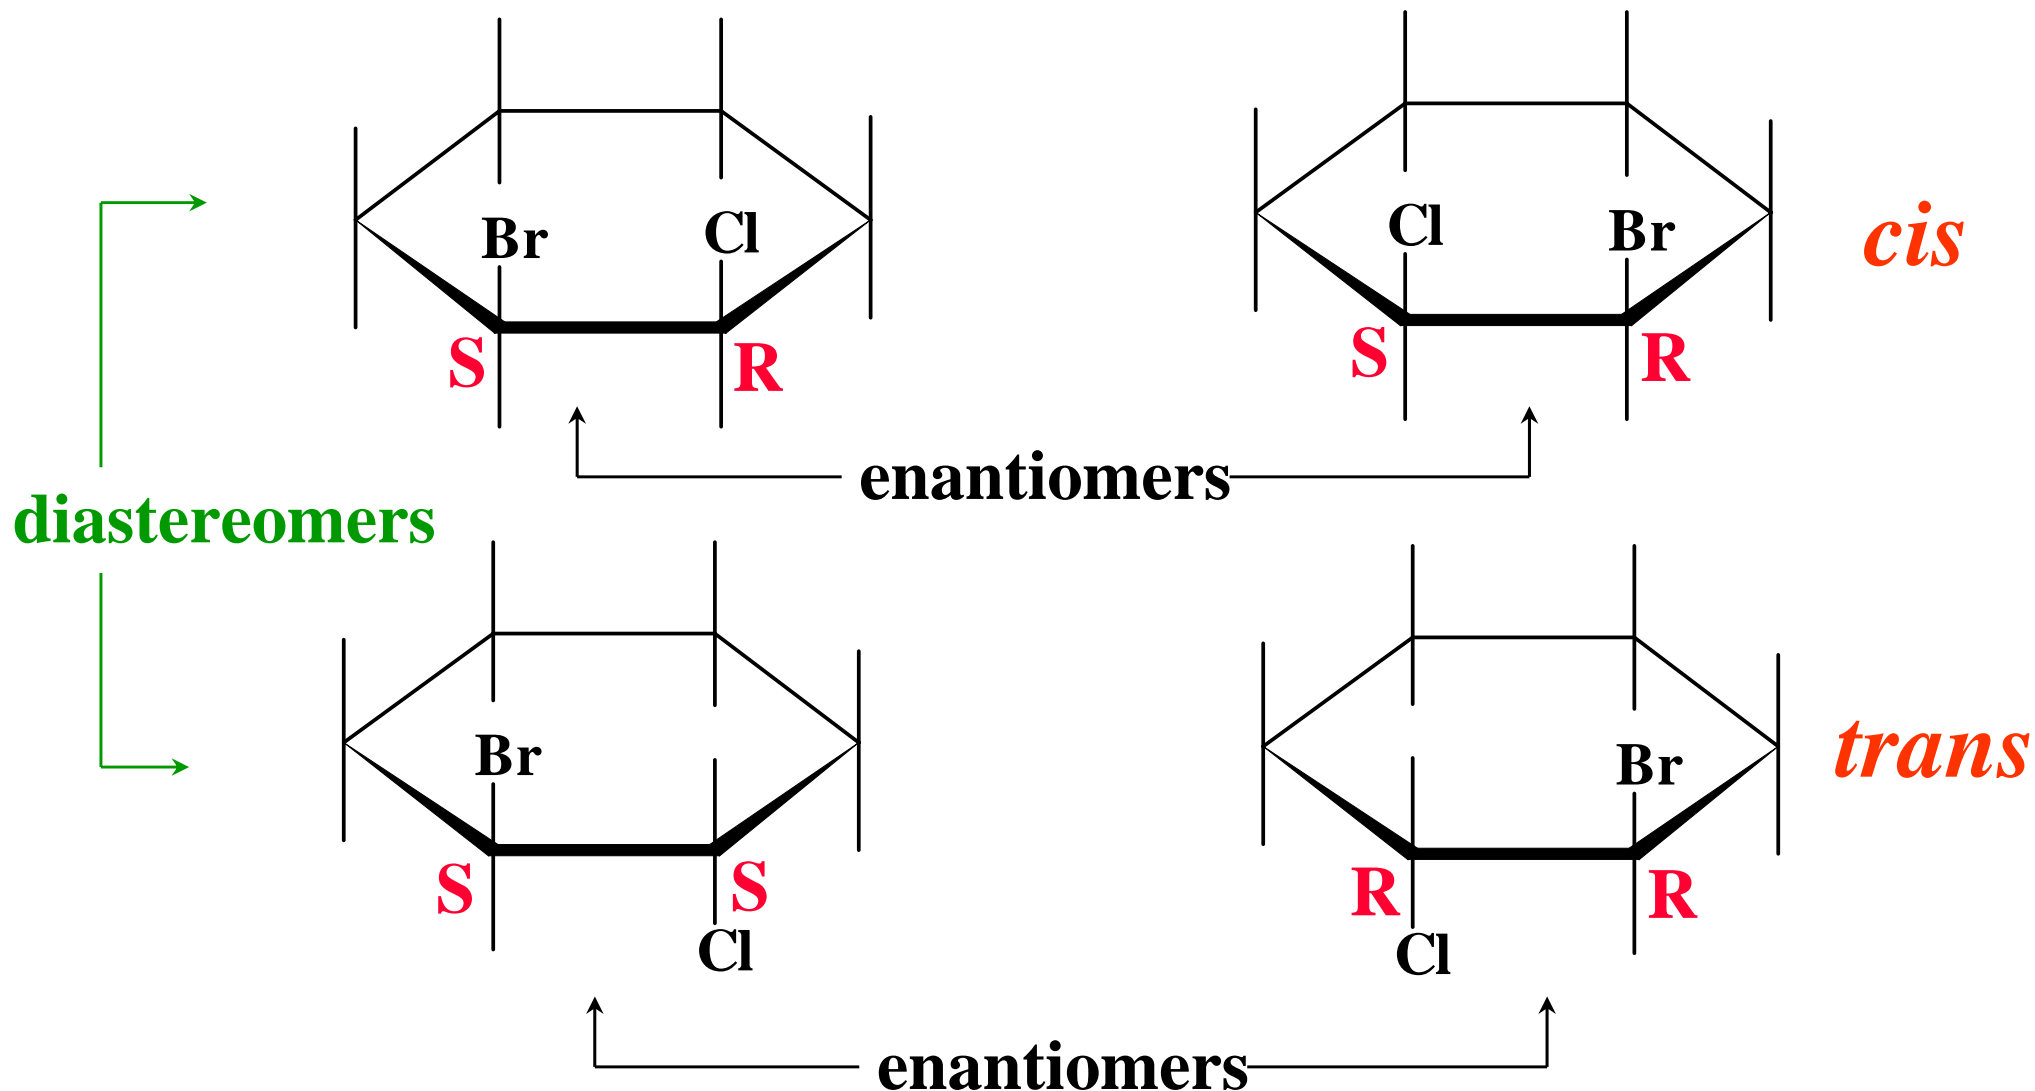 Br Cl
Cl Br
cis
S R
S R
enantiomers
diastereomers
Br
Br
trans
S S
R R
Cl
Cl
enantiomers